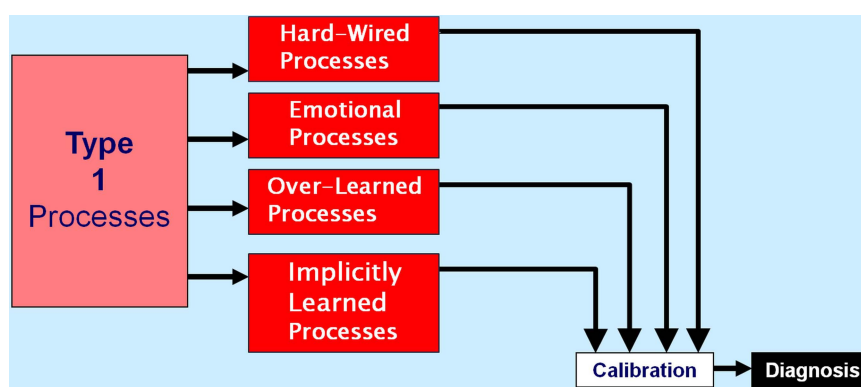 Type
1
Processes
Hard-Wired
Processes
Emotional
Processes
Over-Learned
Processes
Implicitly
Learned
Processes
Calibration
Diagnosis